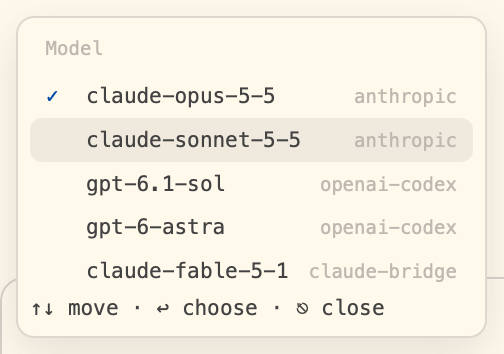 Model
✓ claude-opus-5-5 anthropic
claude-sonnet-5-5 anthropic
gpt-6.1-sol openai-codex
gpt-6-astra openai-codex
claude-fable-5-1 claude-bridge
↑↓ move · ↩ choose · ⎋ close